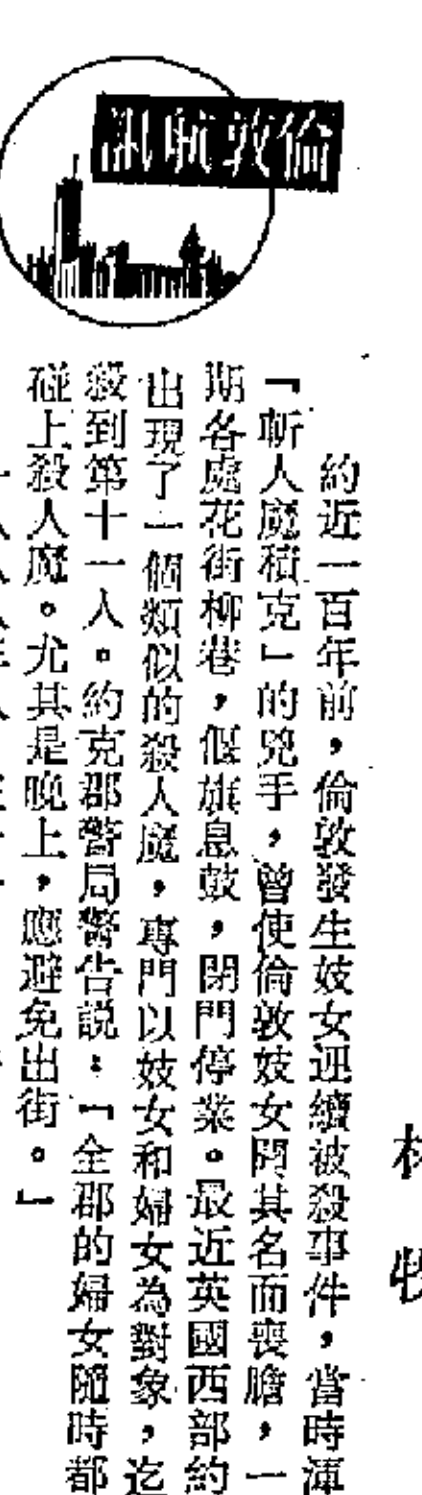 倫敦航訊
約近一百年前，倫敦發生妓女連續被殺事件，當時渾
「斬人魔積克」的兇手，曾使倫敦妓女聞其名而喪膽，一
期各處花街柳巷，偃旗息鼓，閉門停業。最近英國西部約
出現了一個類似的殺人魔，專門以妓女和婦女為對象，迄
殺到第十一人。約克郡警局警告説：「全郡的婦女隨時都
碰上殺人魔。尤其是晚上，應避免出街。」